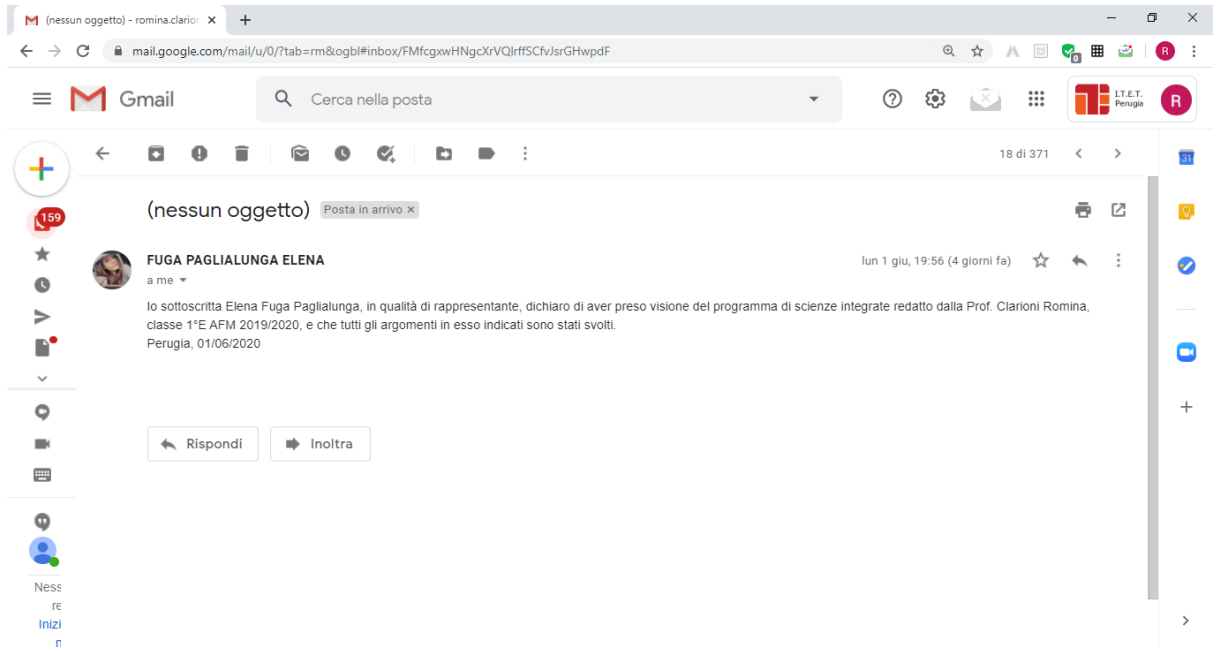 (nessun oggetto) - romina.clarior
mail.google.com/mail/u/0/?tab=rm&ogbl#inbox/FMfcgxwHNgcXrVQlrffSCfvJsrGHwpdF
0
R
Gmail
Cerca nella posta
I.T.E.T.
Perugia
R
18 di 371
31
159
(nessun oggetto) Posta in arrivo ×
FUGA PAGLIALUNGA ELENA
lun 1 giu, 19:56 (4 giorni fa)
a me
Io sottoscritta Elena Fuga Paglialunga, in qualità di rappresentante, dichiaro di aver preso visione del programma di scienze integrate redatto dalla Prof. Clarioni Romina,
classe 1°E AFM 2019/2020, e che tutti gli argomenti in esso indicati sono stati svolti.
Perugia, 01/06/2020
Rispondi
Inoltra
Ness
re
Inizi